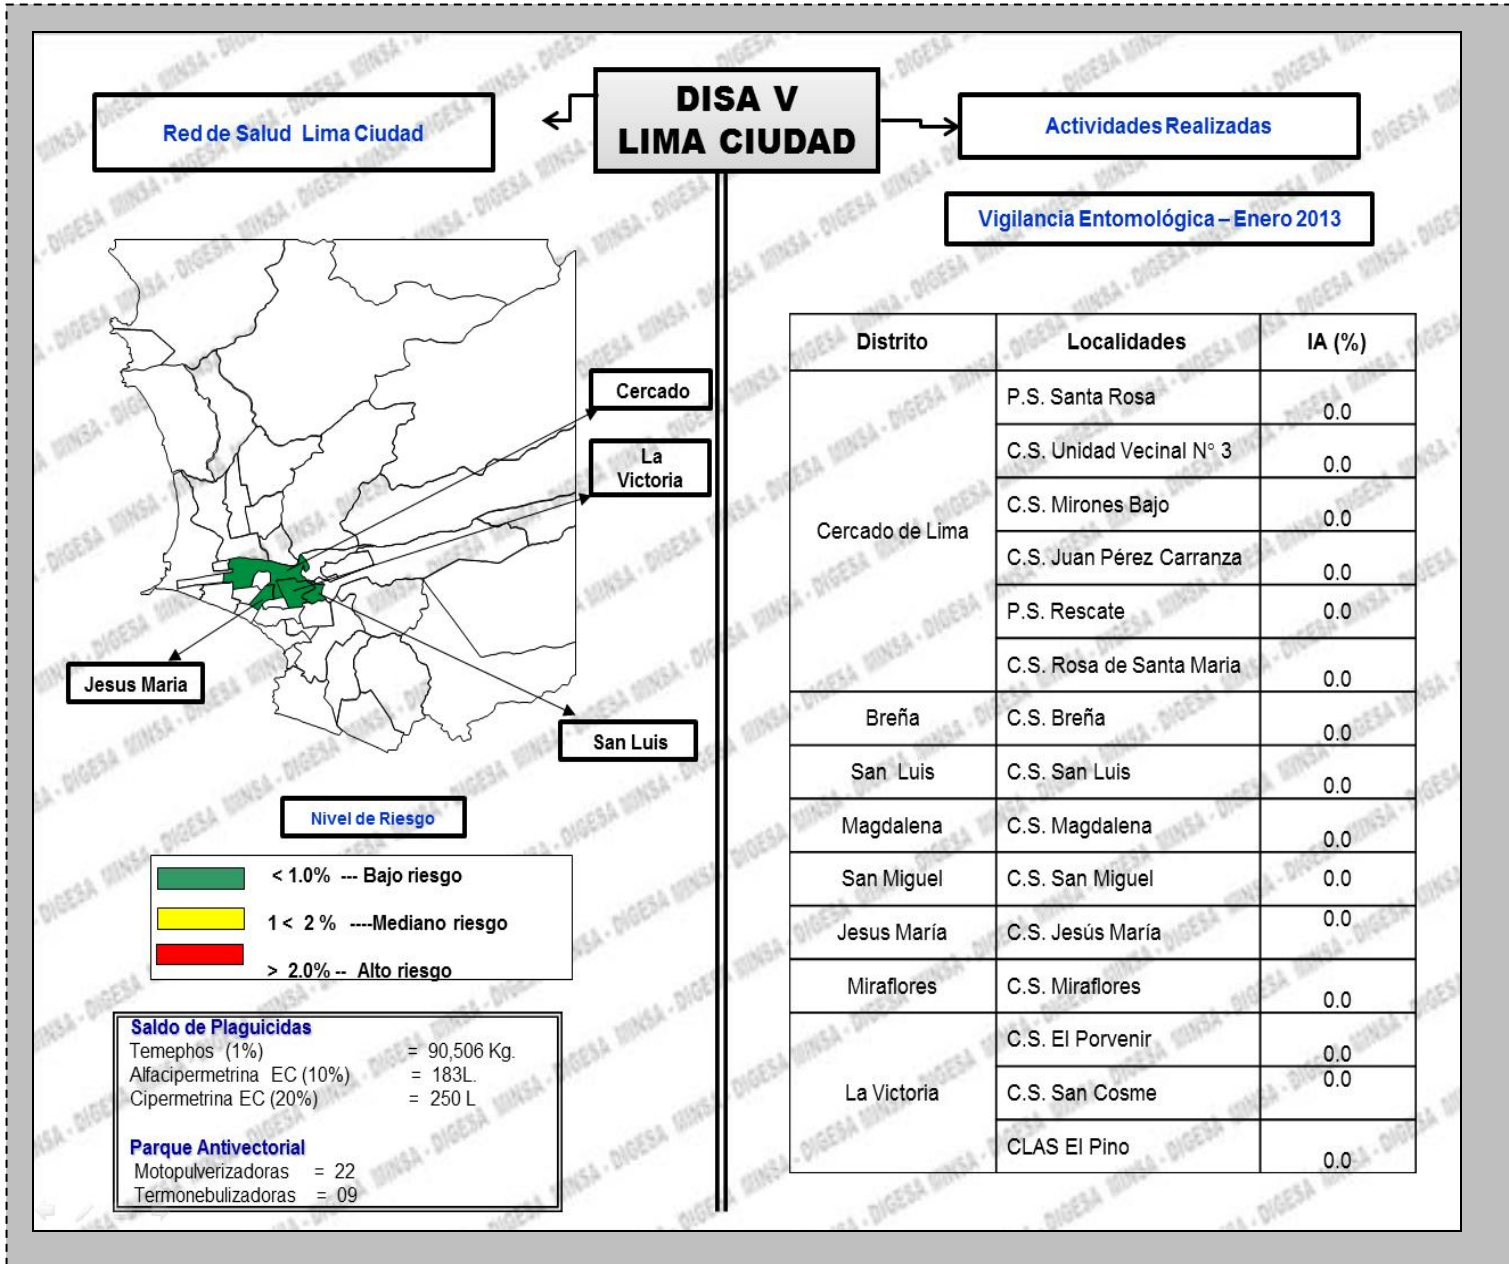 DISA V
LIMA CIUDAD
Red de Salud Lima Ciudad
Actividades Realizadas
Vigilancia Entomológica – Enero 2013
Cercado
La
Victoria
Jesus Maria
San Luis
Nivel de Riesgo
< 1.0% --- Bajo riesgo
1 < 2 % ----Mediano riesgo
> 2.0% -- Alto riesgo
Saldo de Plaguicidas
Temephos (1%) = 90,506 Kg.
Alfacipermetrina EC (10%) = 183L.
Cipermetrina EC (20%) = 250 L
Parque Antivectorial
Motopulverizadoras = 22
Termonebulizadoras = 09
Distrito Localidades IA (%)
Cercado de Lima
P.S. Santa Rosa 0.0
C.S. Unidad Vecinal N° 3 0.0
C.S. Mirones Bajo 0.0
C.S. Juan Pérez Carranza 0.0
P.S. Rescate 0.0
C.S. Rosa de Santa Maria 0.0
Breña C.S. Breña 0.0
San Luis C.S. San Luis 0.0
Magdalena C.S. Magdalena 0.0
San Miguel C.S. San Miguel 0.0
Jesus María C.S. Jesús María 0.0
Miraflores C.S. Miraflores 0.0
La Victoria
C.S. El Porvenir 0.0
C.S. San Cosme 0.0
CLAS El Pino 0.0
MINSA - DIGESA MINSA - DIGESA MINSA - DIGESA